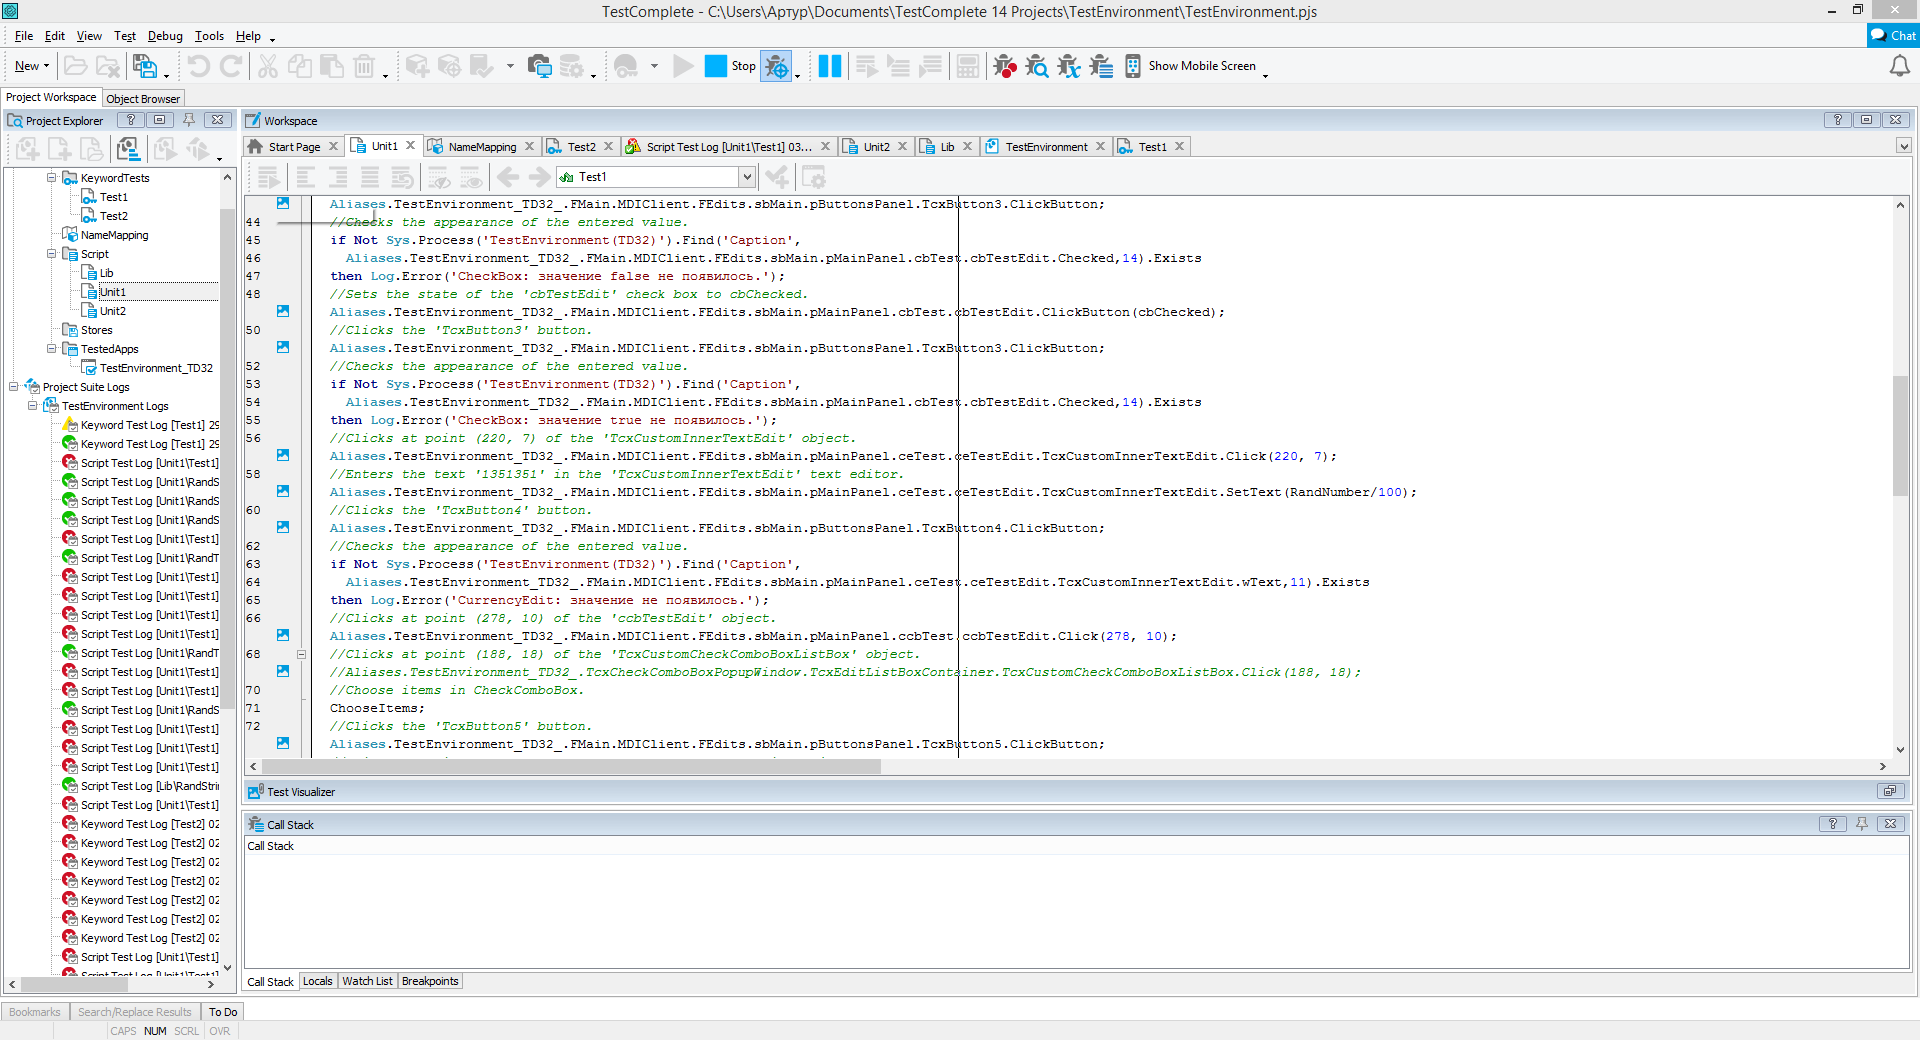 TestComplete - C:\Users\Артур\Documents\TestComplete 14 Projects\TestEnvironment\TestEnvironment.pjs
File Edit View Test Debug Tools Help
Chat
New
Stop
Show Mobile Screen
Project Workspace Object Browser
Project Explorer
Workspace
Start Page
Unit1
NameMapping
Test2
Script Test Log [Unit1\Test1] 03...
Unit2
Lib
TestEnvironment
Test1
Test1
KeywordTests
Test1
Test2
NameMapping
Script
Lib
Unit1
Unit2
Stores
TestedApps
TestEnvironment_TD32
Project Suite Logs
TestEnvironment Logs
Keyword Test Log [Test1] 29
Keyword Test Log [Test1] 29
Script Test Log [Unit1\Test1]
Script Test Log [Unit1\RandS
Script Test Log [Unit1\RandS
Script Test Log [Unit1\RandS
Script Test Log [Unit1\Test1]
Script Test Log [Unit1\RandT
Script Test Log [Unit1\Test1]
Script Test Log [Unit1\Test1]
Script Test Log [Unit1\Test1]
Script Test Log [Unit1\Test1]
Script Test Log [Unit1\RandT
Script Test Log [Unit1\Test1]
Script Test Log [Unit1\Test1]
Script Test Log [Unit1\RandS
Script Test Log [Unit1\Test1]
Script Test Log [Unit1\Test1]
Script Test Log [Unit1\Test1]
Script Test Log [Lib\RandStri
Script Test Log [Unit1\Test1]
Keyword Test Log [Test2] 02
Keyword Test Log [Test2] 02
Keyword Test Log [Test2] 02
Keyword Test Log [Test2] 02
Keyword Test Log [Test2] 02
Keyword Test Log [Test2] 02
Keyword Test Log [Test2] 02
Script Test Log [Unit1\Test1]
Script Test Log [Unit1\Test1]
Aliases.TestEnvironment_TD32_.FMain.MDIClient.FEdits.sbMain.pButtonsPanel.TcxButton3.ClickButton;
44 //Checks the appearance of the entered value.
45 if Not Sys.Process('TestEnvironment(TD32)').Find('Caption',
46 Aliases.TestEnvironment_TD32_.FMain.MDIClient.FEdits.sbMain.pMainPanel.cbTest.cbTestEdit.Checked,14).Exists
47 then Log.Error('CheckBox: значение false не появилось.');
48 //Sets the state of the 'cbTestEdit' check box to cbChecked.
Aliases.TestEnvironment_TD32_.FMain.MDIClient.FEdits.sbMain.pMainPanel.cbTest.cbTestEdit.ClickButton(cbChecked);
50 //Clicks the 'TcxButton3' button.
Aliases.TestEnvironment_TD32_.FMain.MDIClient.FEdits.sbMain.pButtonsPanel.TcxButton3.ClickButton;
52 //Checks the appearance of the entered value.
53 if Not Sys.Process('TestEnvironment(TD32)').Find('Caption',
54 Aliases.TestEnvironment_TD32_.FMain.MDIClient.FEdits.sbMain.pMainPanel.cbTest.cbTestEdit.Checked,14).Exists
55 then Log.Error('CheckBox: значение true не появилось.');
56 //Clicks at point (220, 7) of the 'TcxCustomInnerTextEdit' object.
Aliases.TestEnvironment_TD32_.FMain.MDIClient.FEdits.sbMain.pMainPanel.ceTest.ceTestEdit.TcxCustomInnerTextEdit.Click(220, 7);
58 //Enters the text '1351351' in the 'TcxCustomInnerTextEdit' text editor.
Aliases.TestEnvironment_TD32_.FMain.MDIClient.FEdits.sbMain.pMainPanel.ceTest.ceTestEdit.TcxCustomInnerTextEdit.SetText(RandNumber/100);
60 //Clicks the 'TcxButton4' button.
Aliases.TestEnvironment_TD32_.FMain.MDIClient.FEdits.sbMain.pButtonsPanel.TcxButton4.ClickButton;
62 //Checks the appearance of the entered value.
63 if Not Sys.Process('TestEnvironment(TD32)').Find('Caption',
64 Aliases.TestEnvironment_TD32_.FMain.MDIClient.FEdits.sbMain.pMainPanel.ceTest.ceTestEdit.TcxCustomInnerTextEdit.wText,11).Exists
65 then Log.Error('CurrencyEdit: значение не появилось.');
66 //Clicks at point (278, 10) of the 'ccbTestEdit' object.
Aliases.TestEnvironment_TD32_.FMain.MDIClient.FEdits.sbMain.pMainPanel.ccbTest.ccbTestEdit.Click(278, 10);
68 //Clicks at point (188, 18) of the 'TcxCustomCheckComboBoxListBox' object.
//Aliases.TestEnvironment_TD32_.TcxCheckComboBoxPopupWindow.TcxEditListBoxContainer.TcxCustomCheckComboBoxListBox.Click(188, 18);
70 //Choose items in CheckComboBox.
71 ChooseItems;
72 //Clicks the 'TcxButton5' button.
Aliases.TestEnvironment_TD32_.FMain.MDIClient.FEdits.sbMain.pButtonsPanel.TcxButton5.ClickButton;
Test Visualizer
Call Stack
Call Stack
Call Stack Locals Watch List Breakpoints
Bookmarks Search/Replace Results To Do
CAPS NUM SCRL OVR